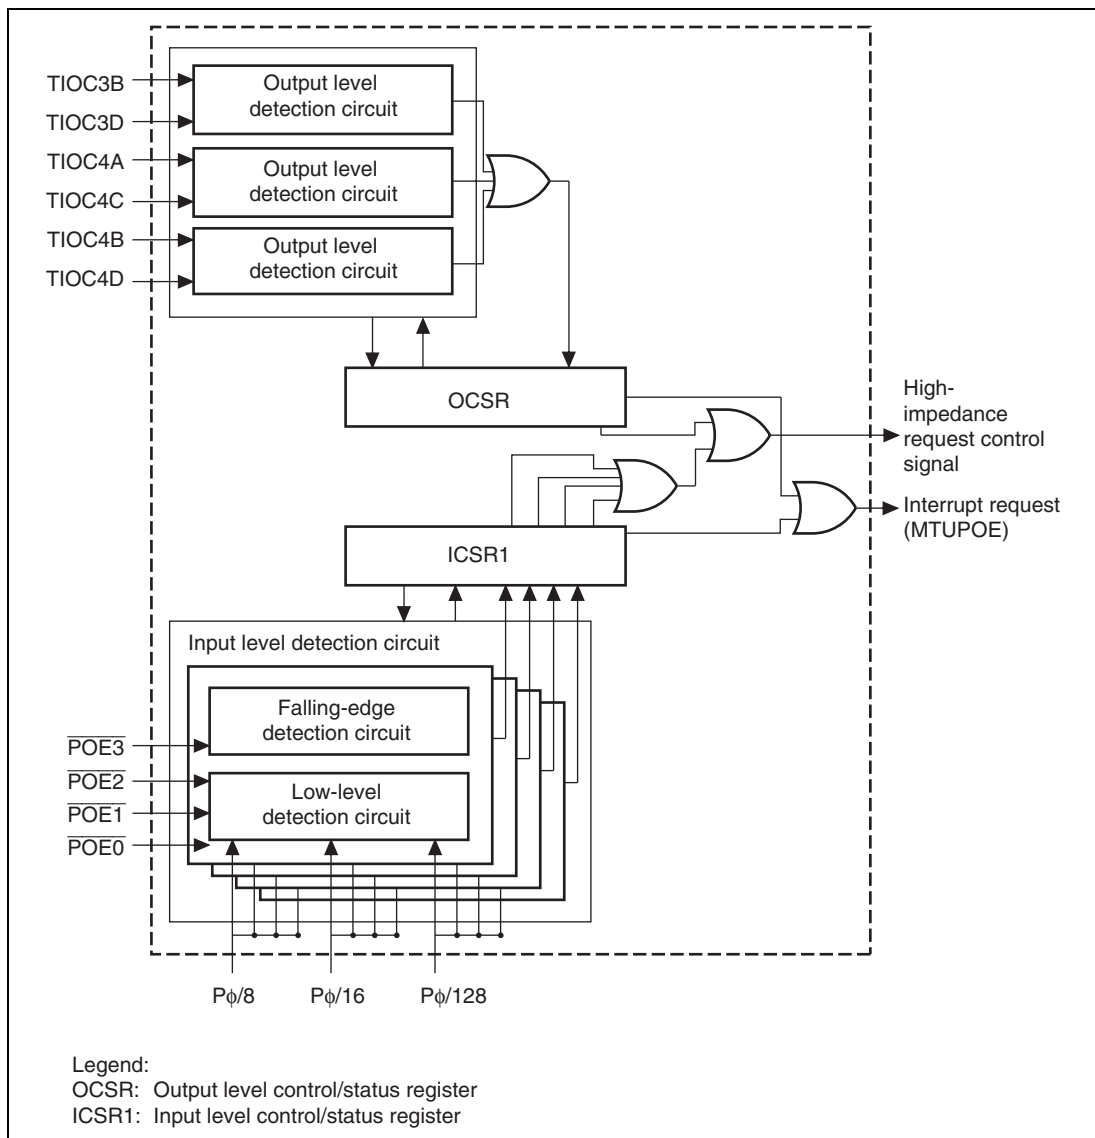 TIOC3B
TIOC3D
TIOC4A
TIOC4C
TIOC4B
TIOC4D
Output level
detection circuit
Output level
detection circuit
Output level
detection circuit
OCSR
High-
impedance
request control
signal
Interrupt request
(MTUPOE)
ICSR1
Input level detection circuit
Falling-edge
detection circuit
Low-level
detection circuit
POE3
POE2
POE1
POE0
Pϕ/8
Pϕ/16
Pϕ/128
Legend:
OCSR: Output level control/status register
ICSR1: Input level control/status register